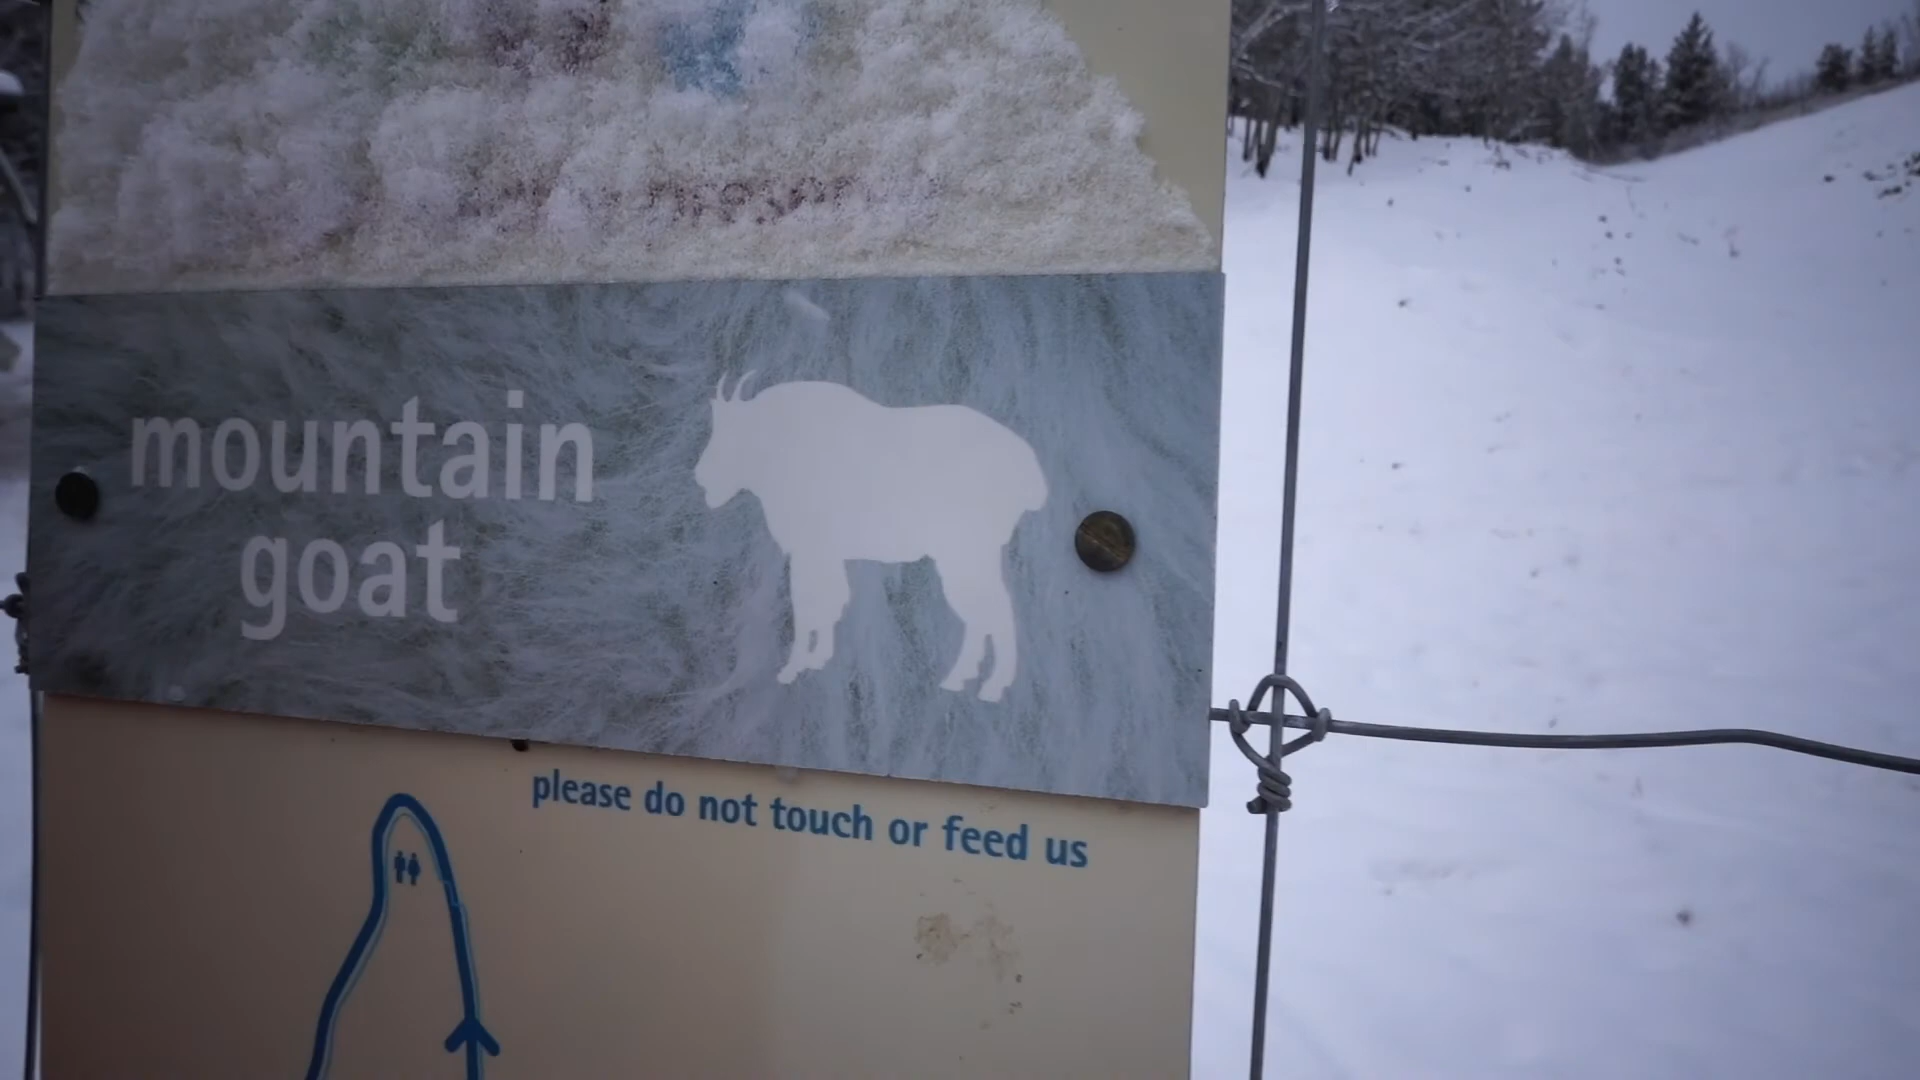 mountain
goat
please do not touch or feed us